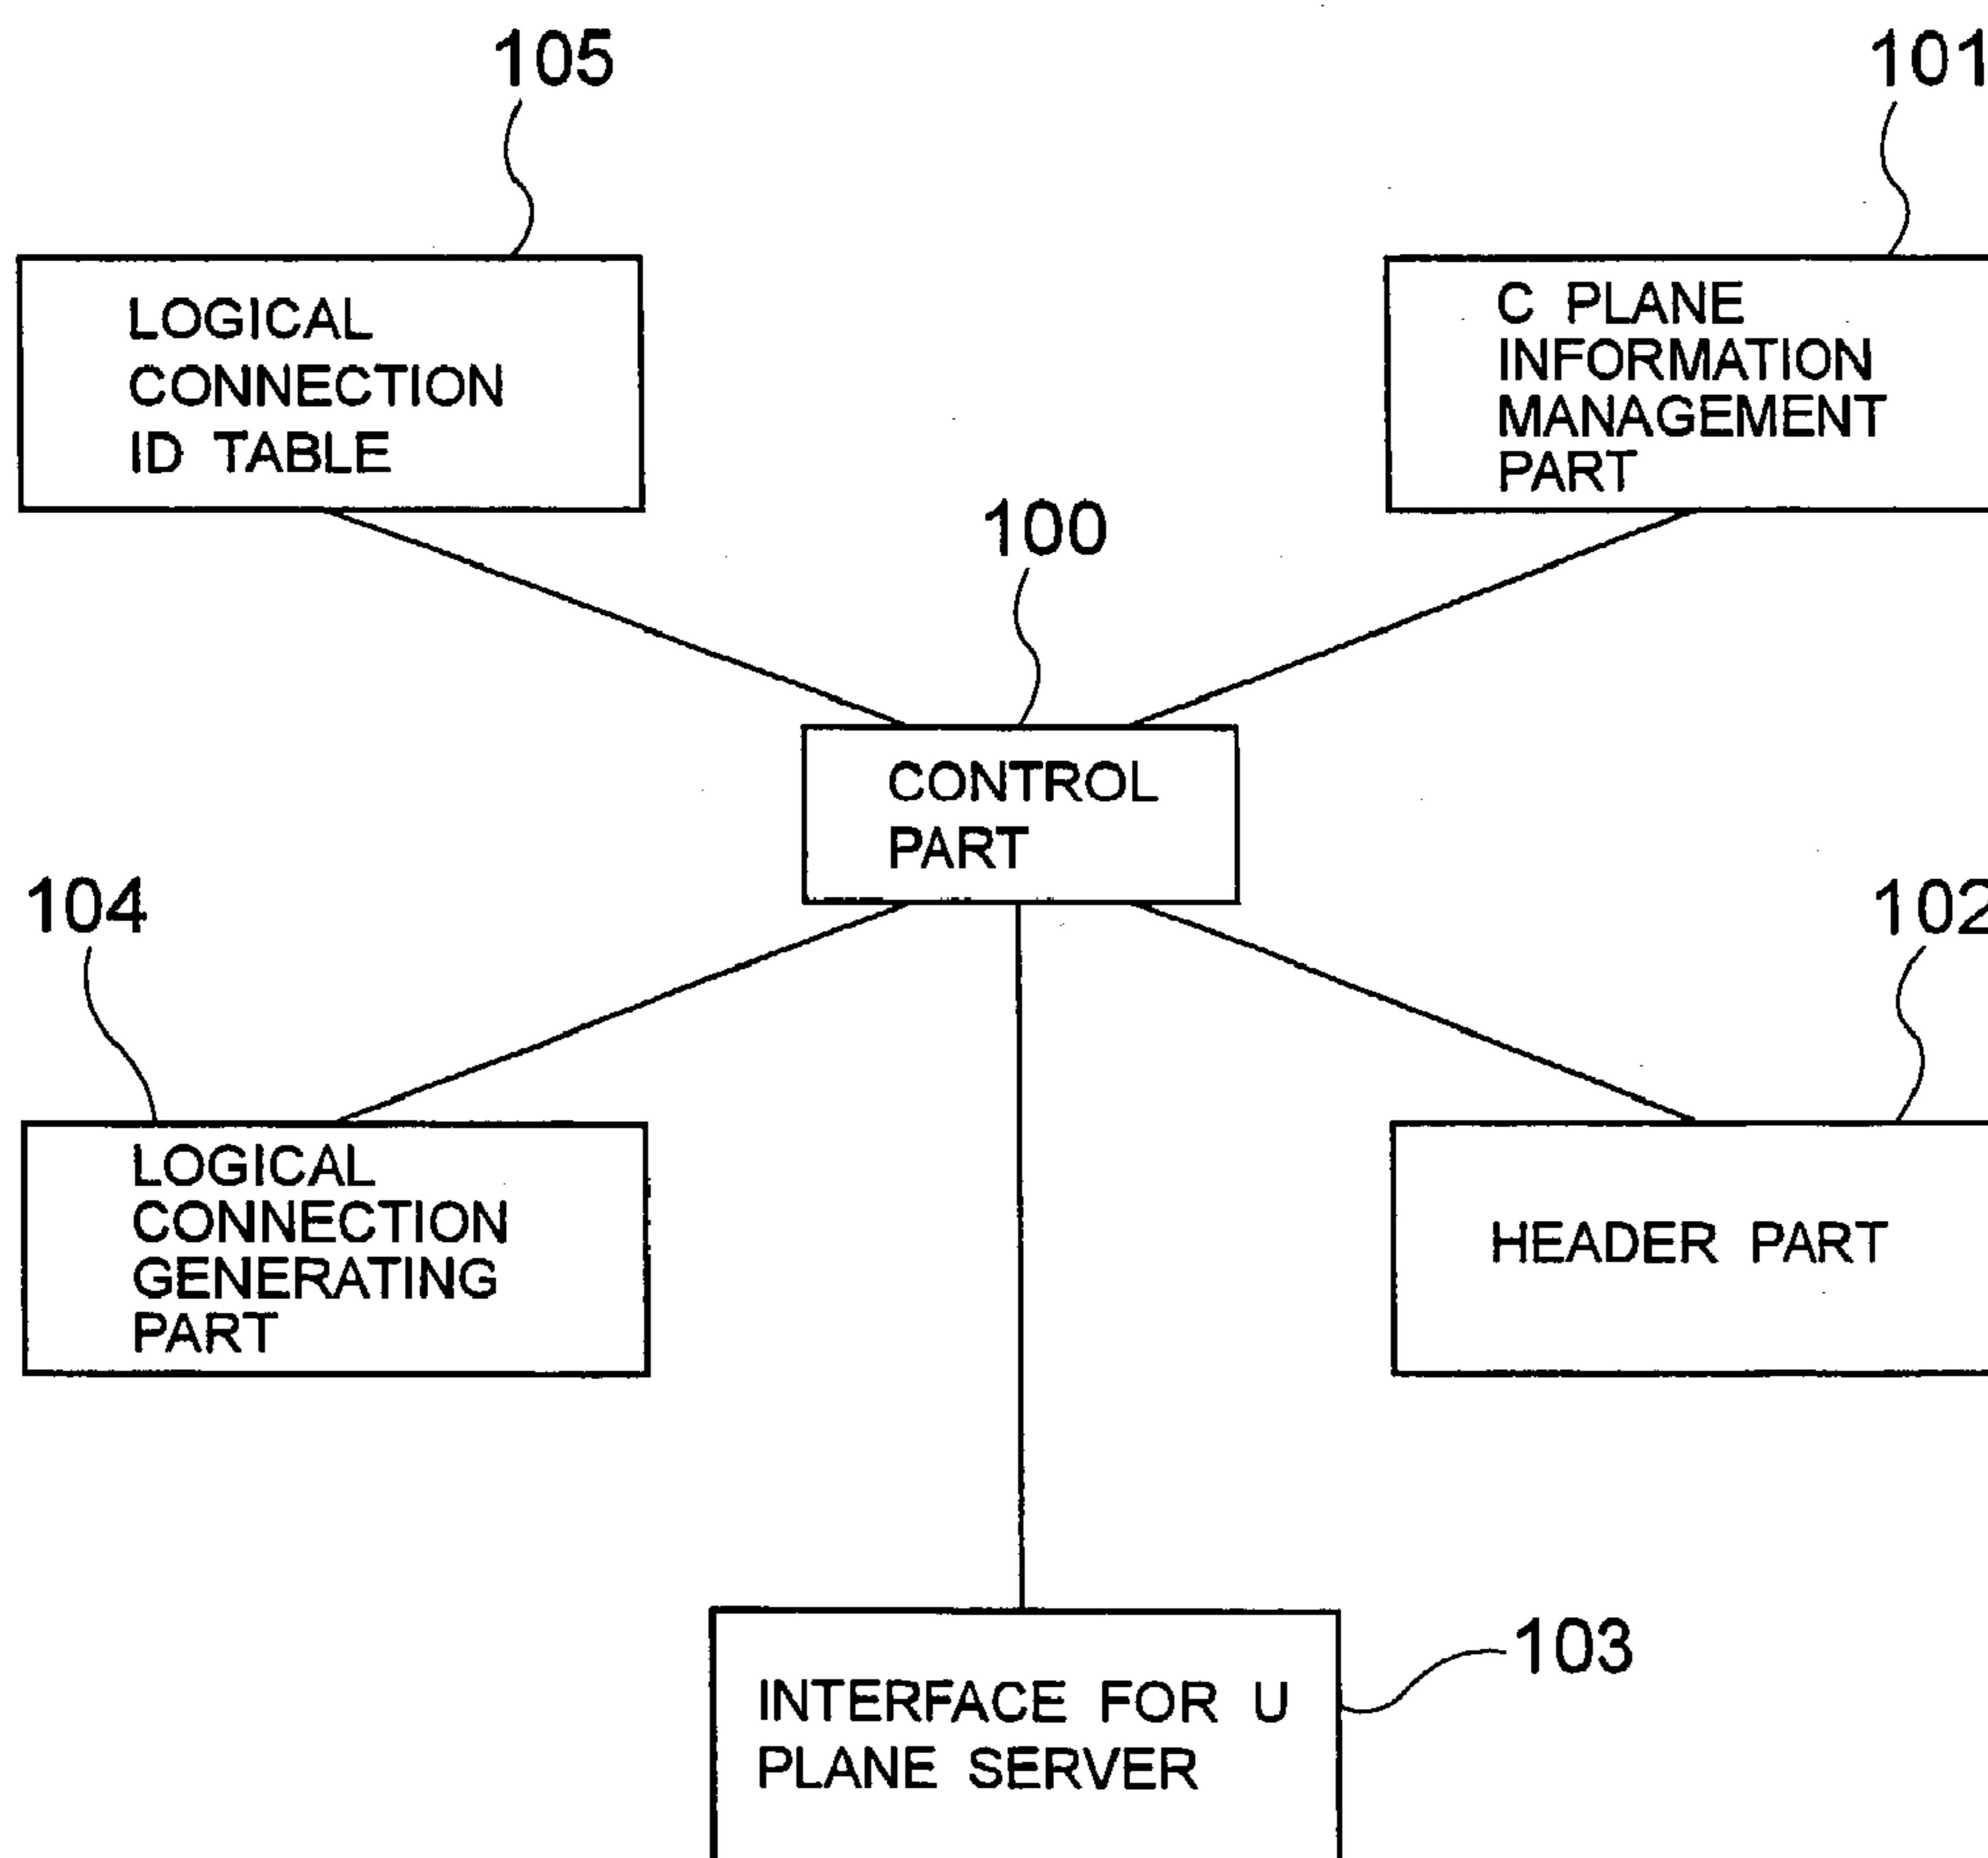 105
101
LOGICAL
CONNECTION
ID TABLE
C PLANE
INFORMATION
MANAGEMENT
PART
100
CONTROL
PART
104
102
LOGICAL
CONNECTION
GENERATING
PART
HEADER PART
103
INTERFACE FOR U
PLANE SERVER